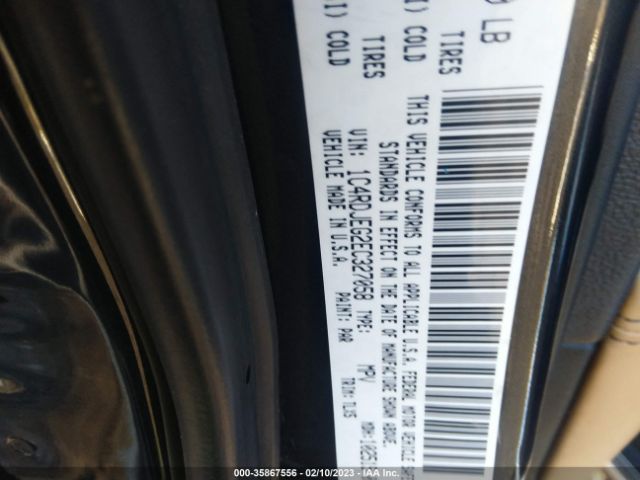 LB
I) COLD TIRES
I) COLD TIRES
THIS VEHICLE CONFORMS TO ALL APPLICABLE U.S.A. FEDERAL MOTOR VEHICLE
STANDARDS IN EFFECT ON THE DATE OF MANUFACTURE SHOWN ABOVE.
VIN: 1C4RDJEG2EC327058 TYPE: MPV
VEHICLE MADE IN U.S.A. PAINT: PAR TRIM: TLJ5
000-35867556 - 02/10/2023 - IAA Inc.